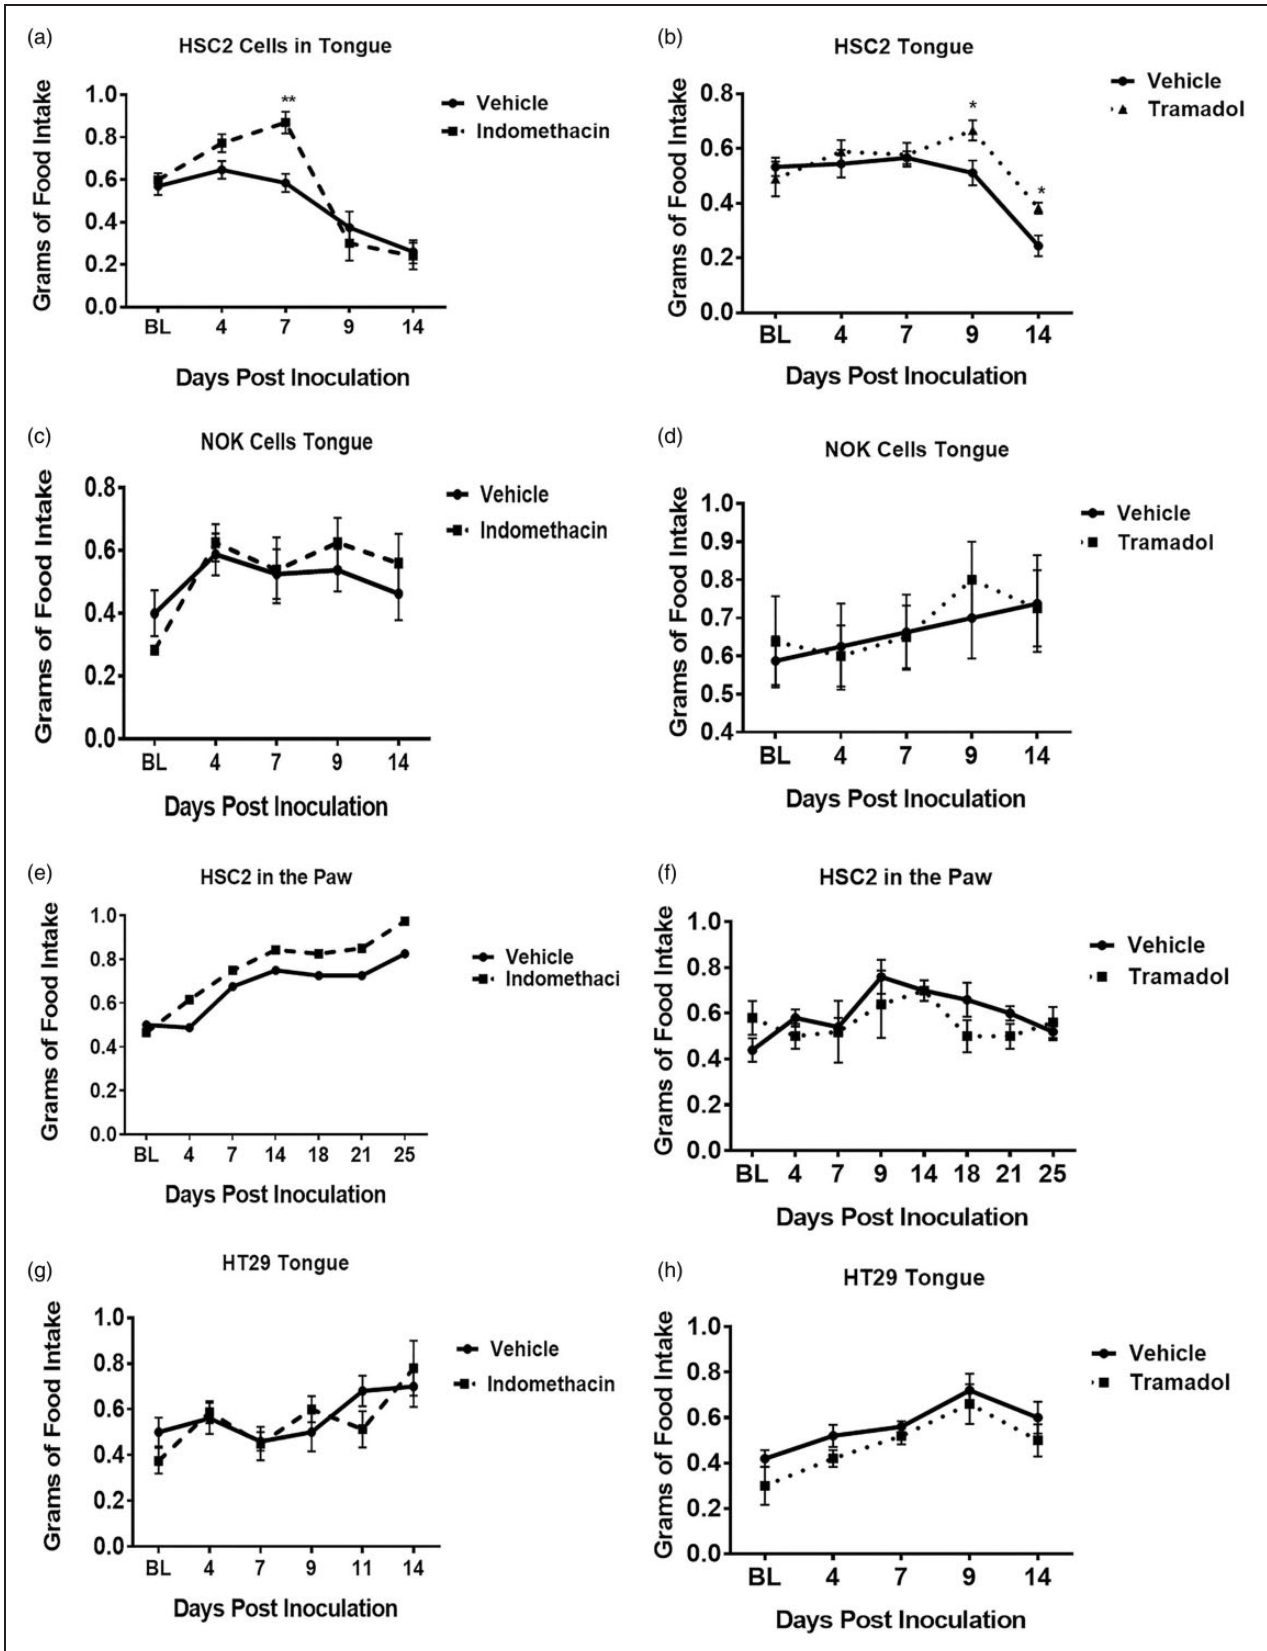 (a)
HSC2 Cells in Tongue
Grams of Food Intake
1.0
0.8
0.6
0.4
0.2
0.0
**
Vehicle
Indomethacin
BL 4 7 9 14
Days Post Inoculation
(b)
HSC2 Tongue
Grams of Food Intake
0.8
0.6
0.4
0.2
0.0
*
*
Vehicle
Tramadol
BL 4 7 9 14
Days Post Inoculation
(c)
NOK Cells Tongue
Grams of Food Intake
0.8
0.6
0.4
0.2
0.0
Vehicle
Indomethacin
BL 4 7 9 14
Days Post Inoculation
(d)
NOK Cells Tongue
Grams of Food Intake
1.0
0.9
0.8
0.7
0.6
0.5
0.4
Vehicle
Tramadol
BL 4 7 9 14
Days Post Inoculation
(e)
HSC2 in the Paw
Grams of Food Intake
1.0
0.8
0.6
0.4
0.2
0.0
Vehicle
Indomethaci
BL 4 7 14 18 21 25
Days Post Inoculation
(f)
HSC2 in the Paw
Grams of Food Intake
1.0
0.8
0.6
0.4
0.2
0.0
Vehicle
Tramadol
BL 4 7 9 14 18 21 25
Days Post Inoculation
(g)
HT29 Tongue
Grams of Food Intake
1.0
0.8
0.6
0.4
0.2
0.0
Vehicle
Indomethacin
BL 4 7 9 11 14
Days Post Inoculation
(h)
HT29 Tongue
Grams of Food Intake
1.0
0.8
0.6
0.4
0.2
0.0
Vehicle
Tramadol
BL 4 7 9 14
Days Post Inoculation